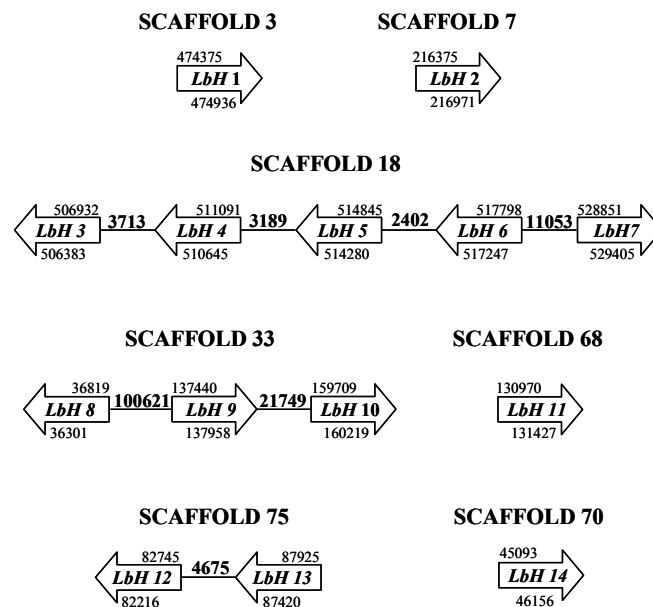 SCAFFOLD 3 SCAFFOLD 7
474375 216375
LbH 1 LbH 2
474936 216971
SCAFFOLD 18
506932 3713 511091 3189 514845 2402 517798 11053 528851
LbH 3 LbH 4 LbH 5 LbH 6 LbH7
506383 510645 514280 517247 529405
SCAFFOLD 33 SCAFFOLD 68
36819 100621 137440 21749 159709 130970
LbH 8 LbH 9 LbH 10 LbH 11
36301 137958 160219 131427
SCAFFOLD 75 SCAFFOLD 70
82745 4675 87925 45093
LbH 12 LbH 13 LbH 14
82216 87420 46156